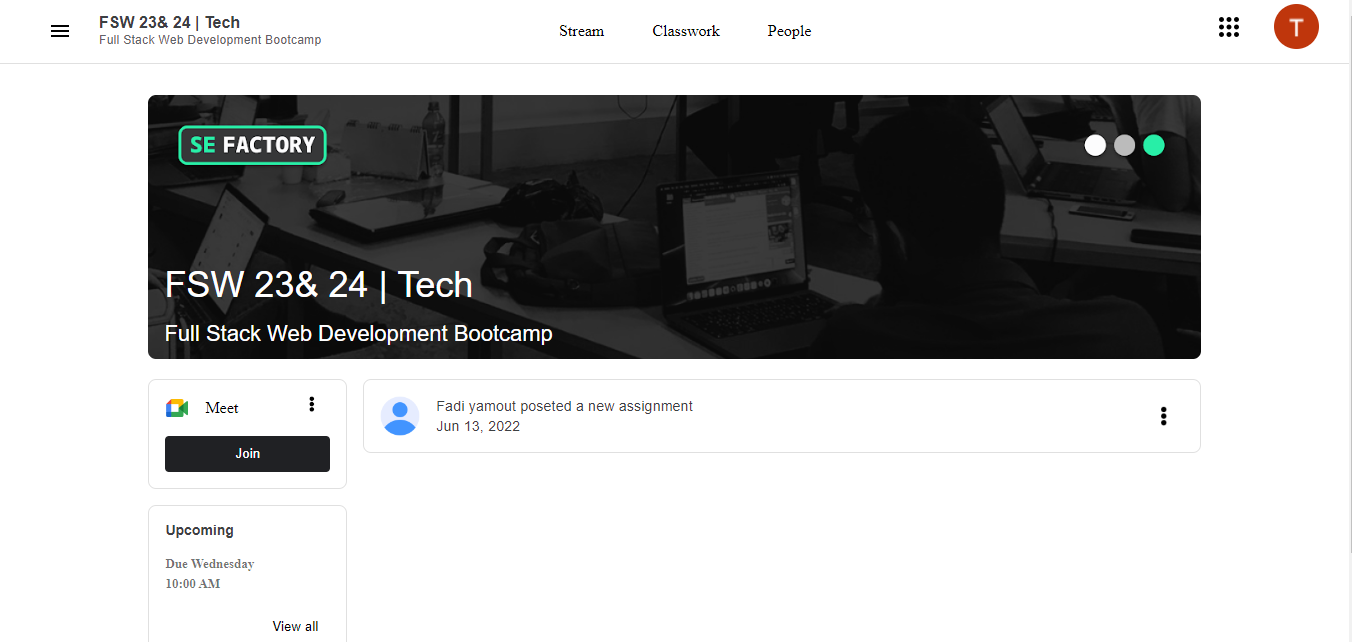 FSW 23& 24 | Tech
Full Stack Web Development Bootcamp
Stream
Classwork
People
T
SE FACTORY
FSW 23& 24 | Tech
Full Stack Web Development Bootcamp
Meet
Join
Fadi yamout poseted a new assignment
Jun 13, 2022
Upcoming
Due Wednesday
10:00 AM
View all